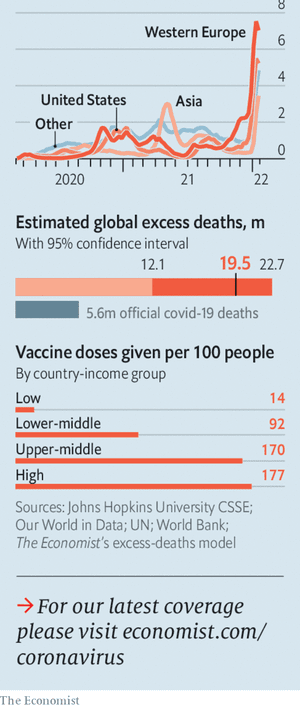 8
Western Europe
6
4
United States
Asia
Other
2
0
2020
21
22
Estimated global excess deaths, m
With 95% confidence interval
12.1
19.5
22.7
5.6m official covid-19 deaths
Vaccine doses given per 100 people
By country-income group
Low
14
Lower-middle
92
Upper-middle
170
High
177
Sources: Johns Hopkins University CSSE;
Our World in Data; UN; World Bank;
The Economist's excess-deaths model
→ For our latest coverage
please visit economist.com/
coronavirus
The Economist